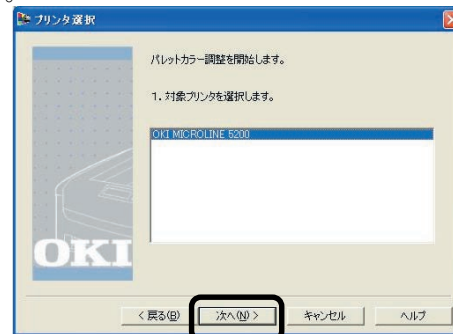 プリンタ選択
パレットカラー調整を開始します。
1. 対象プリンタを選択します。
OKI MICROLINE 5200
OKI
< 戻る(B)
次へ(N) >
キャンセル
ヘルプ